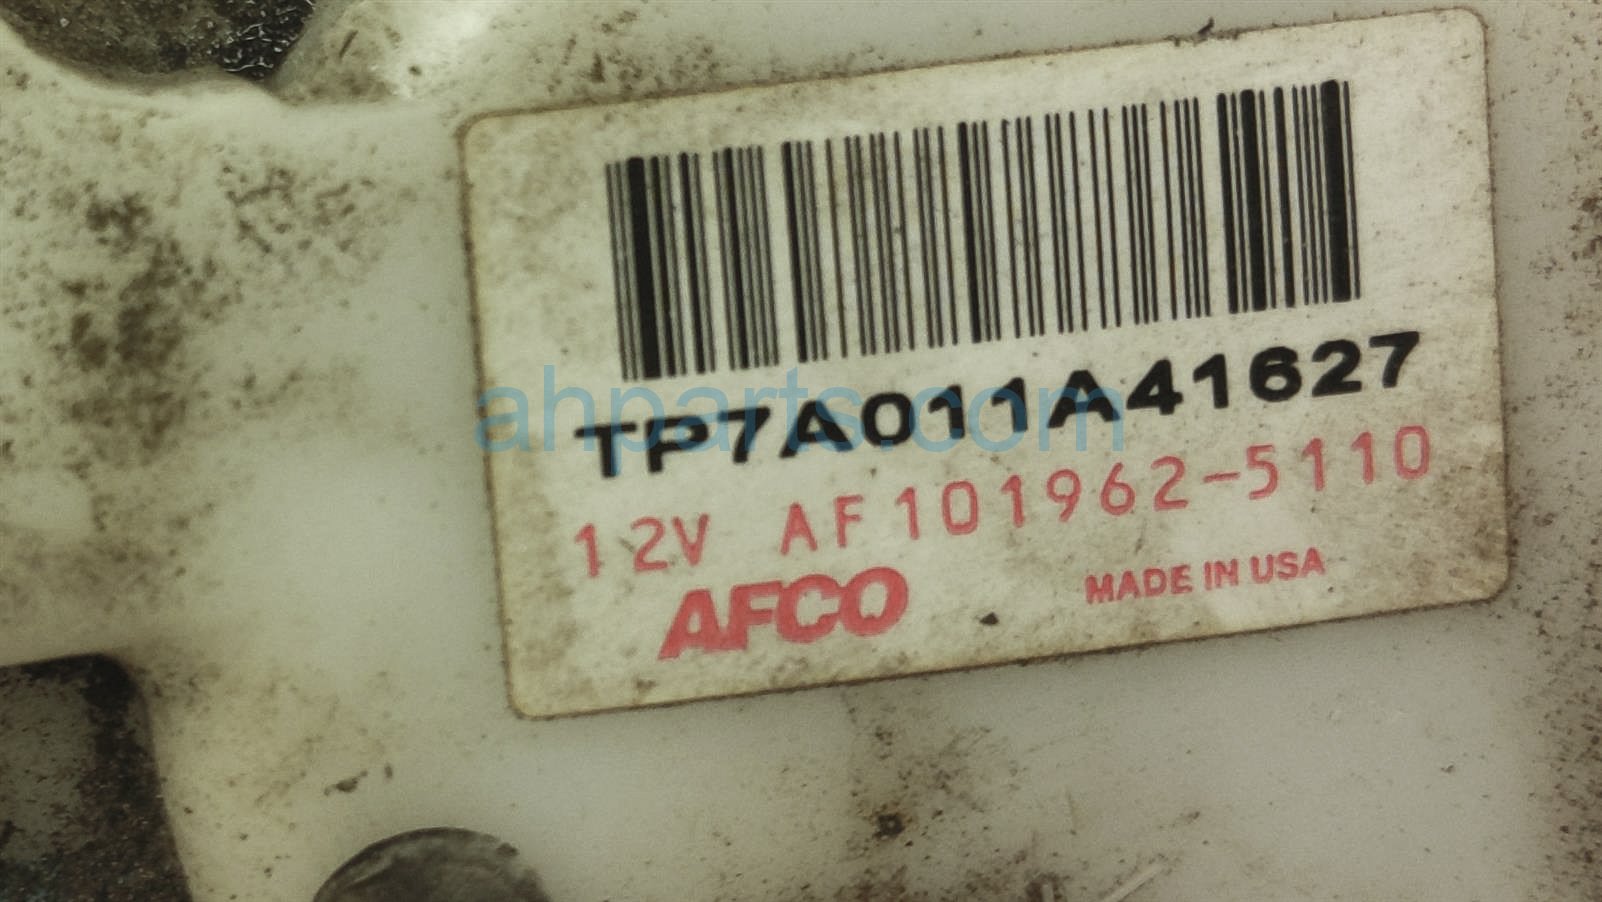 TP7A011A41627
12V AF101962-5110
AFCO MADE IN USA
ahparts.com